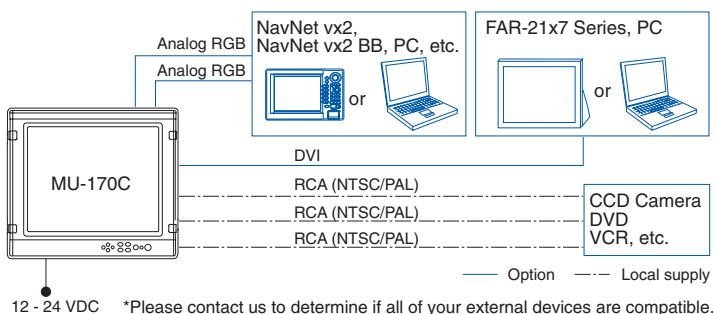 NavNet vx2,
NavNet vx2 BB, PC, etc.
FAR-21x7 Series, PC
Analog RGB
Analog RGB
or
or
DVI
MU-170C
RCA (NTSC/PAL)
RCA (NTSC/PAL)
RCA (NTSC/PAL)
CCD Camera
DVD
VCR, etc.
Option
Local supply
12 - 24 VDC
*Please contact us to determine if all of your external devices are compatible.